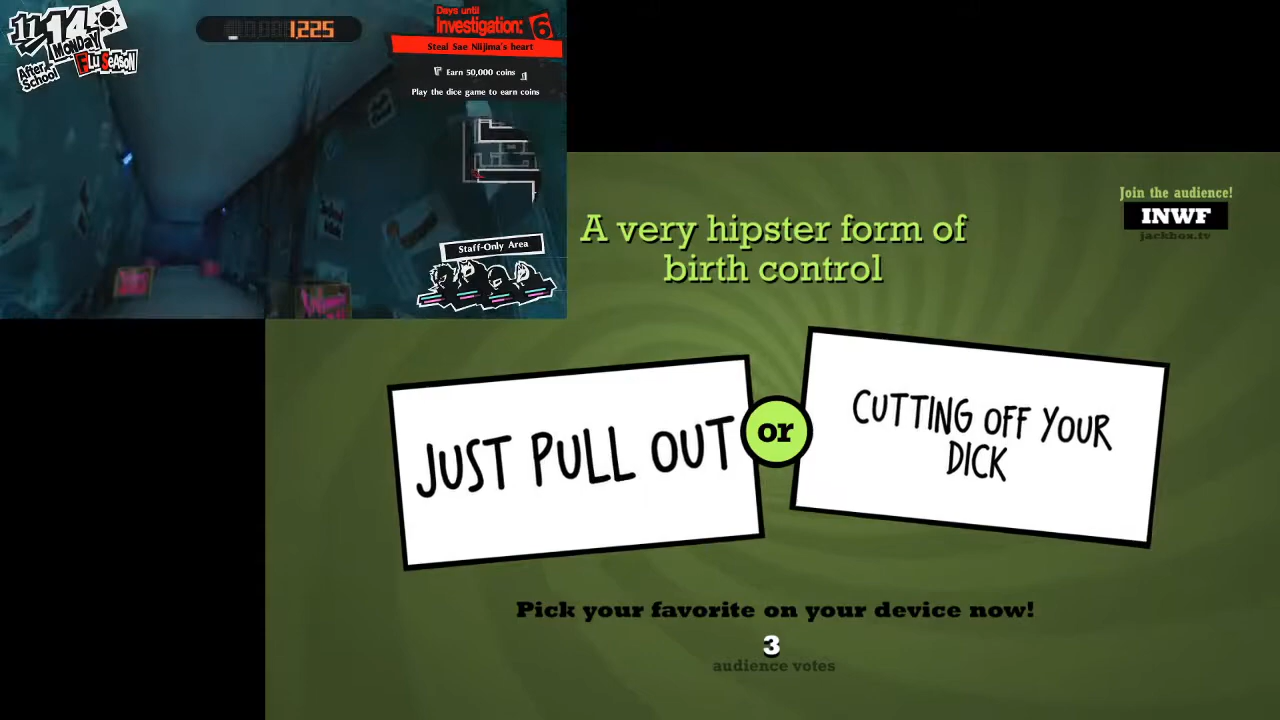 11/14
MONDAY
After School
Flu Season
1,225
Days until
Investigation: 6
Steal Sae Niijima's heart
Earn 50,000 coins
Play the dice game to earn coins
Staff-Only Area
Join the audience!
INWF
jackbox.tv
A very hipster form of
birth control
JUST PULL OUT
or
CUTTING OFF YOUR
DICK
Pick your favorite on your device now!
3
audience votes